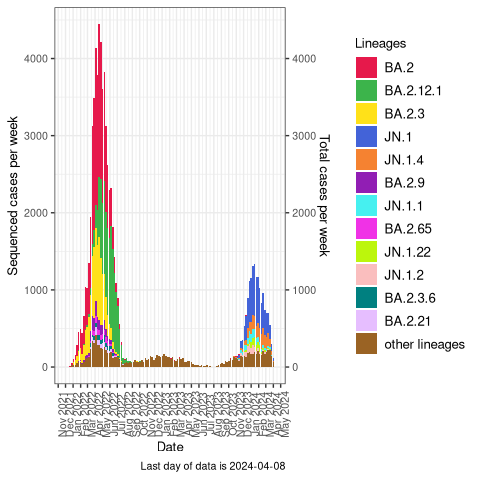 Lineages
BA.2
BA.2.12.1
BA.2.3
JN.1
JN.1.4
BA.2.9
JN.1.1
BA.2.65
JN.1.22
JN.1.2
BA.2.3.6
BA.2.21
other lineages
Sequenced cases per week
4000
3000
2000
1000
0
Total cases per week
4000
3000
2000
1000
0
Nov 2021
Dec 2021
Jan 2022
Feb 2022
Mar 2022
Apr 2022
May 2022
Jun 2022
Jul 2022
Aug 2022
Sep 2022
Oct 2022
Nov 2022
Dec 2022
Jan 2023
Feb 2023
Mar 2023
Apr 2023
May 2023
Jun 2023
Jul 2023
Aug 2023
Sep 2023
Oct 2023
Nov 2023
Dec 2023
Jan 2024
Feb 2024
Mar 2024
Apr 2024
May 2024
Date
Last day of data is 2024-04-08